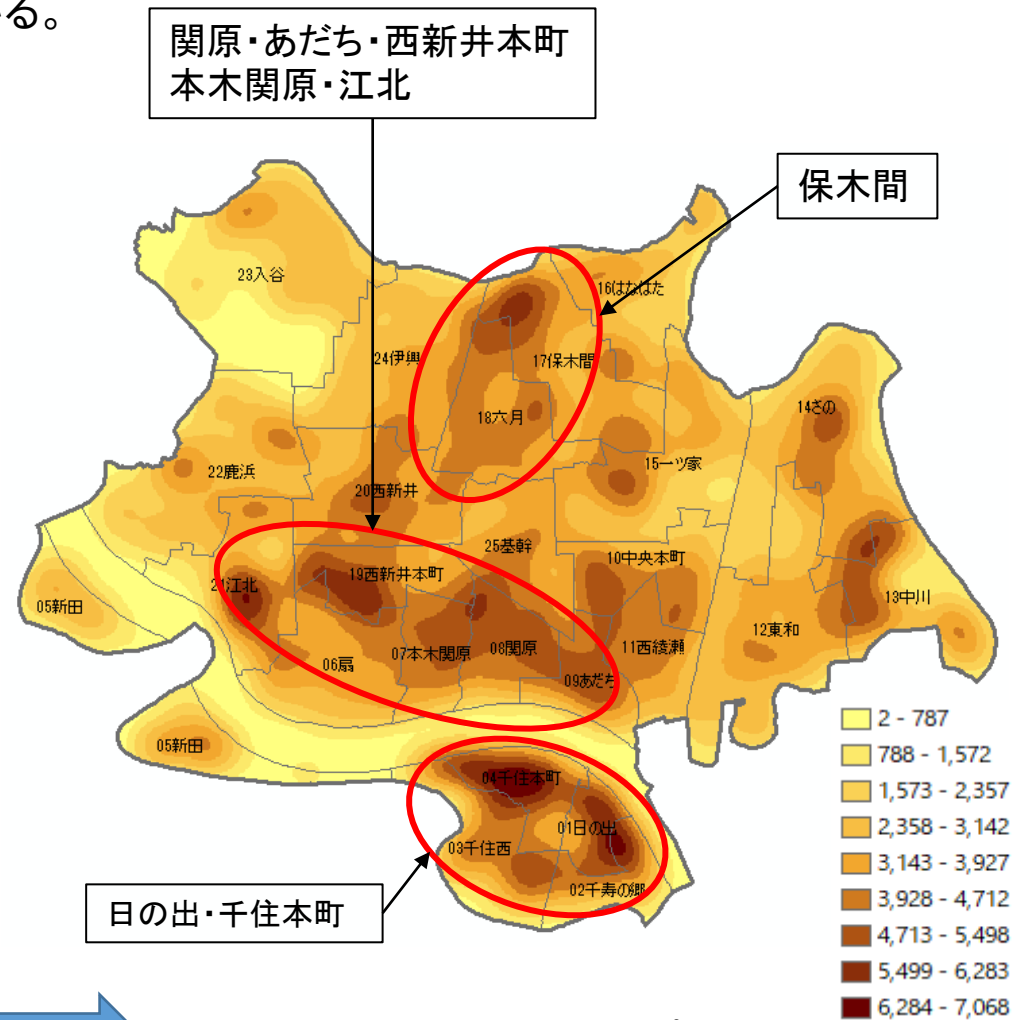 る。
関原・あだち・西新井本町
本木関原・江北
保木間
23入谷
16はなはた
24伊興
17保木間
18六月
14さの
22鹿浜
15一ツ家
20西新井
25基幹
10中央本町
19西新井本町
21江北
05新田
13中川
12東和
11西綾瀬
07本木関原
08関原
06扇
09あだち
05新田
04千住本町
01日の出
03千住西
02千寿の郷
日の出・千住本町
2 - 787
788 - 1,572
1,573 - 2,357
2,358 - 3,142
3,143 - 3,927
3,928 - 4,712
4,713 - 5,498
5,499 - 6,283
6,284 - 7,068